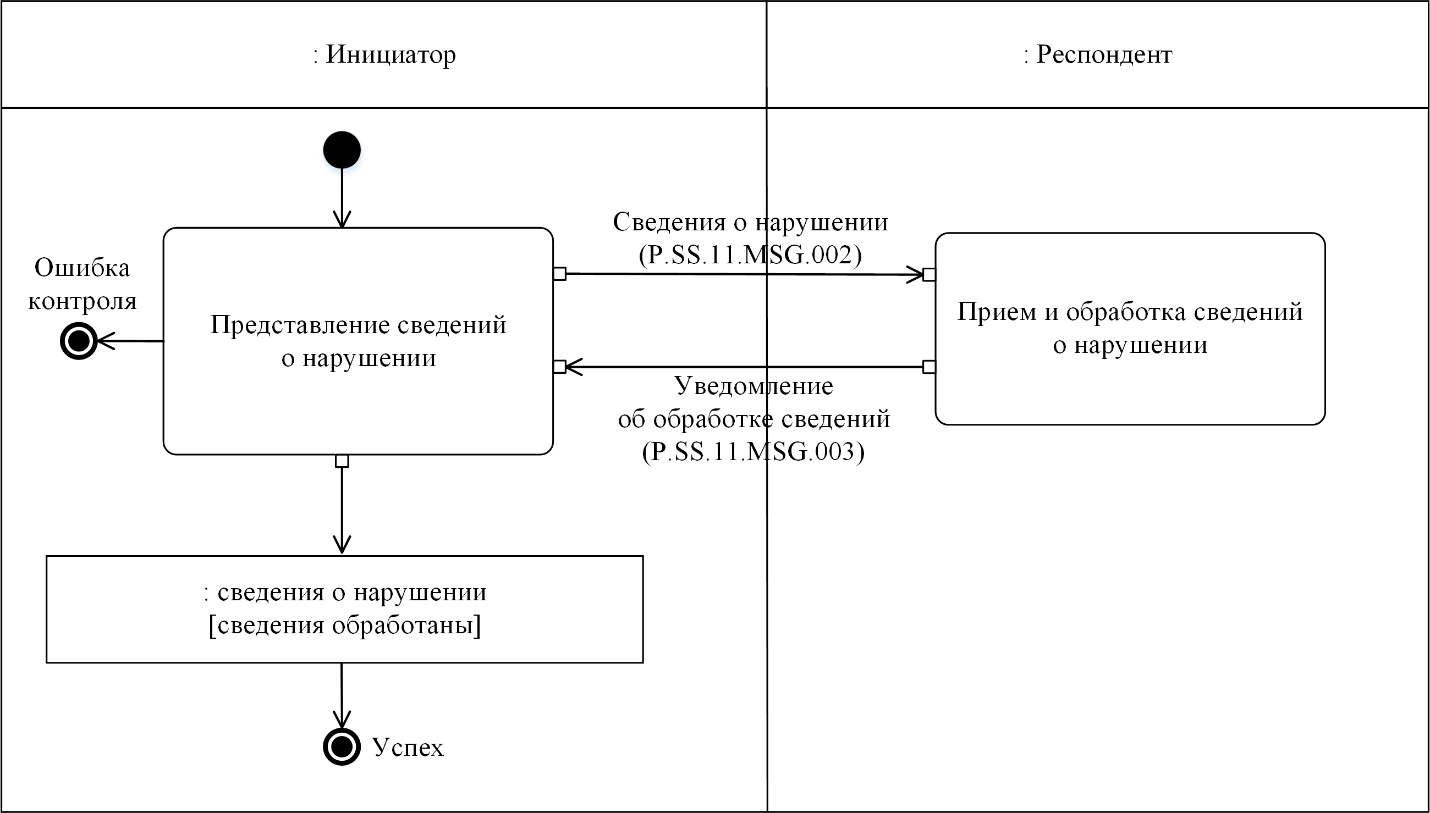 : Инициатор
: Респондент
Сведения о нарушении
(P.SS.11.MSG.002)
Ошибка
контроля
Представление сведений
о нарушении
Прием и обработка сведений
о нарушении
Уведомление
об обработке сведений
(P.SS.11.MSG.003)
: сведения о нарушении
[сведения обработаны]
Успех